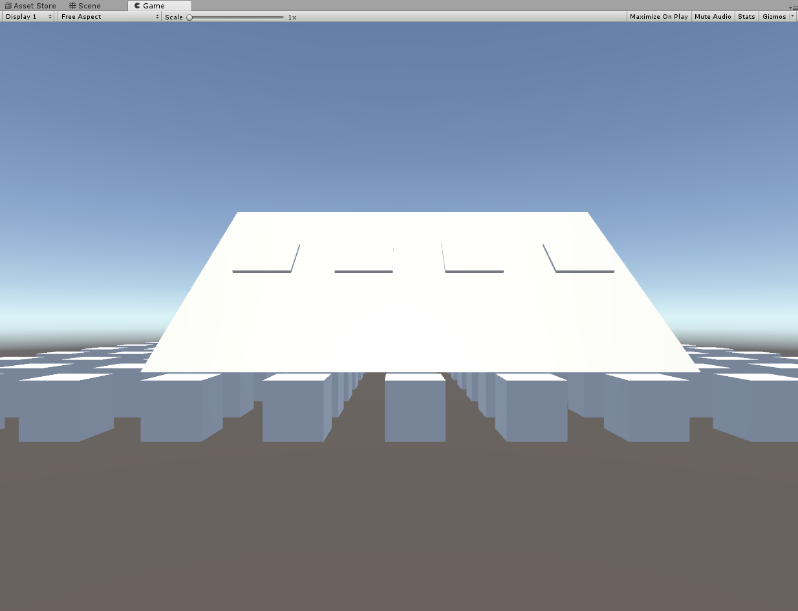 Asset Store Scene Game
Display 1 Free Aspect Scale 1x Maximize On Play Mute Audio Stats Gizmos